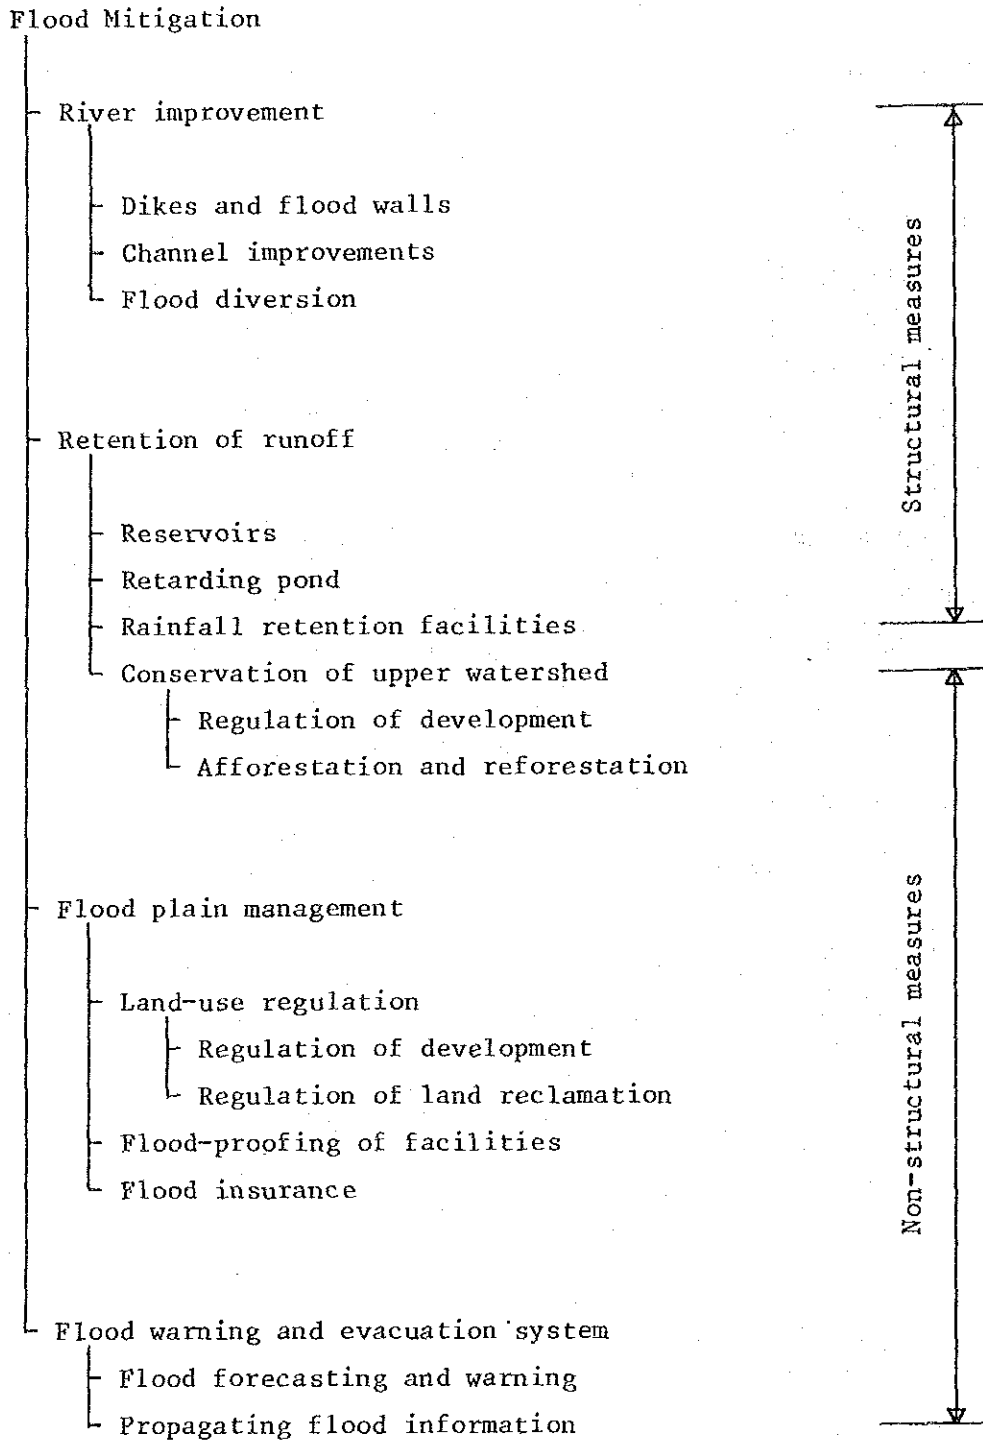 Flood Mitigation
River improvement
Dikes and flood walls
Channel improvements
Flood diversion
Retention of runoff
Reservoirs
Retarding pond
Rainfall retention facilities
Conservation of upper watershed
Regulation of development
Afforestation and reforestation
Flood plain management
Land-use regulation
Regulation of development
Regulation of land reclamation
Flood-proofing of facilities
Flood insurance
Flood warning and evacuation system
Flood forecasting and warning
Propagating flood information
Structural measures
Non-structural measures